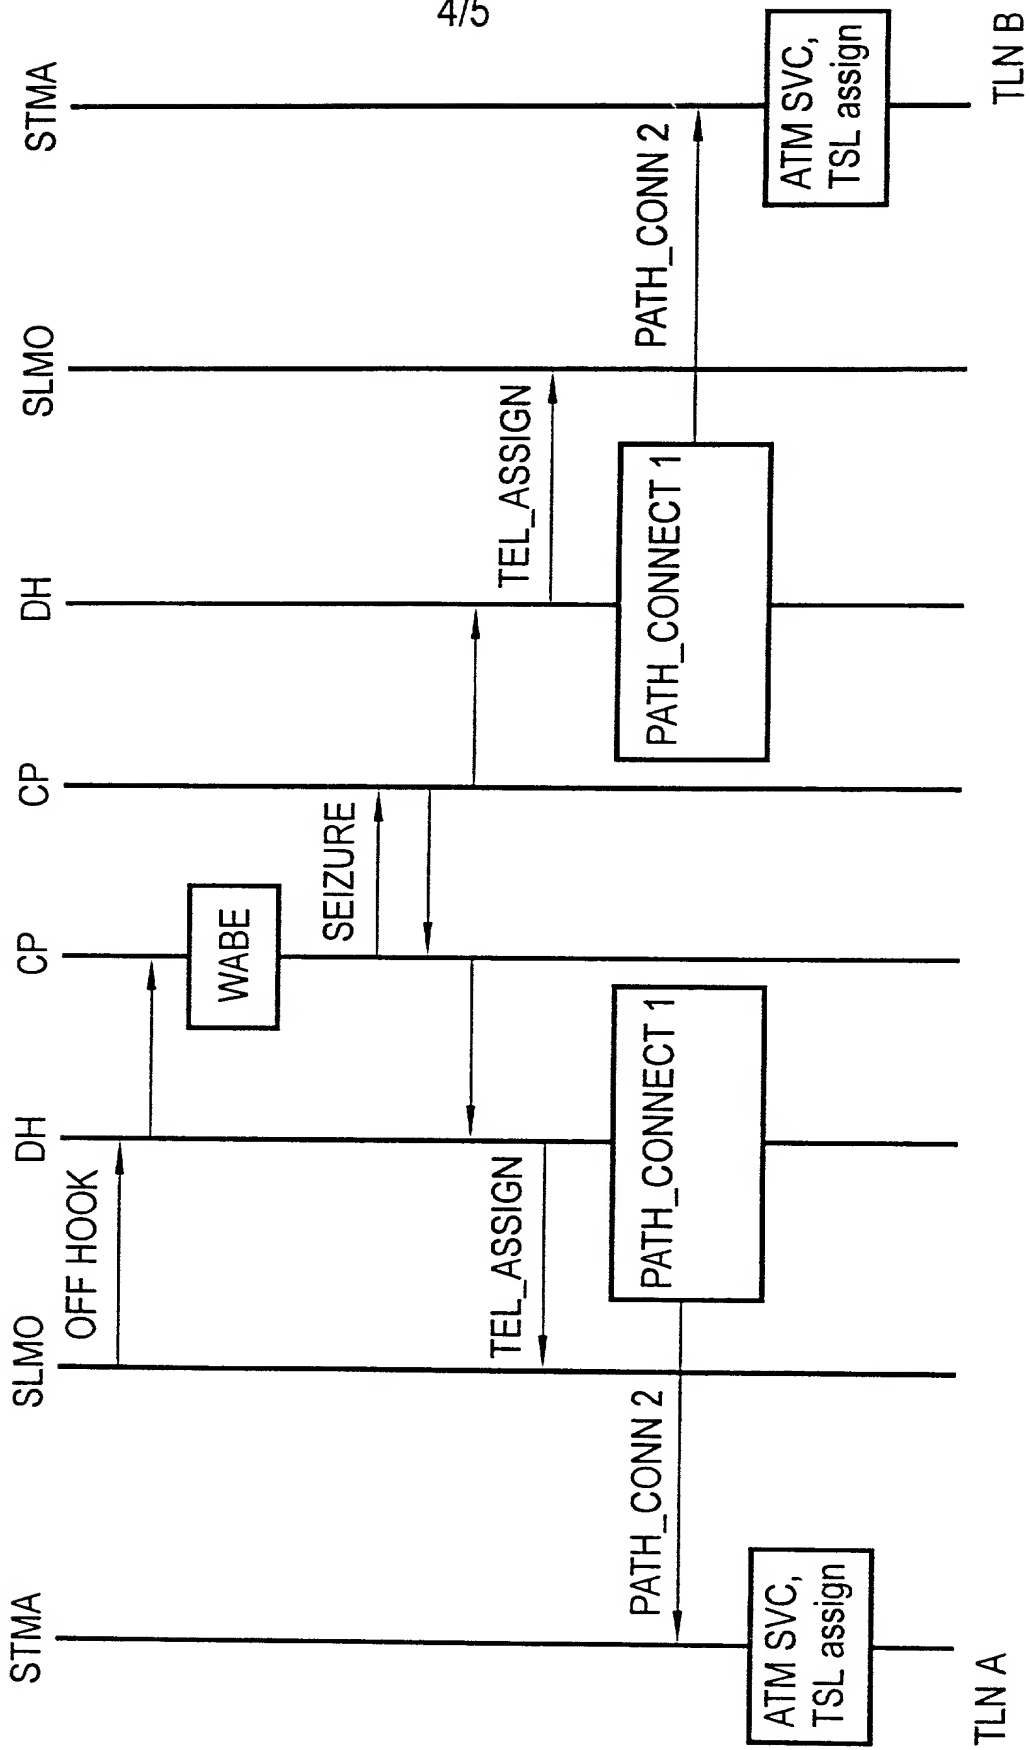 4/5
STMA
SLMO
DH
CP
CP
DH
SLMO
STMA
OFF HOOK
WABE
SEIZURE
TEL_ASSIGN
TEL_ASSIGN
PATH_CONNECT 1
PATH_CONNECT 1
PATH_CONN 2
PATH_CONN 2
ATM SVC,
TSL assign
ATM SVC,
TSL assign
TLN A
TLN B